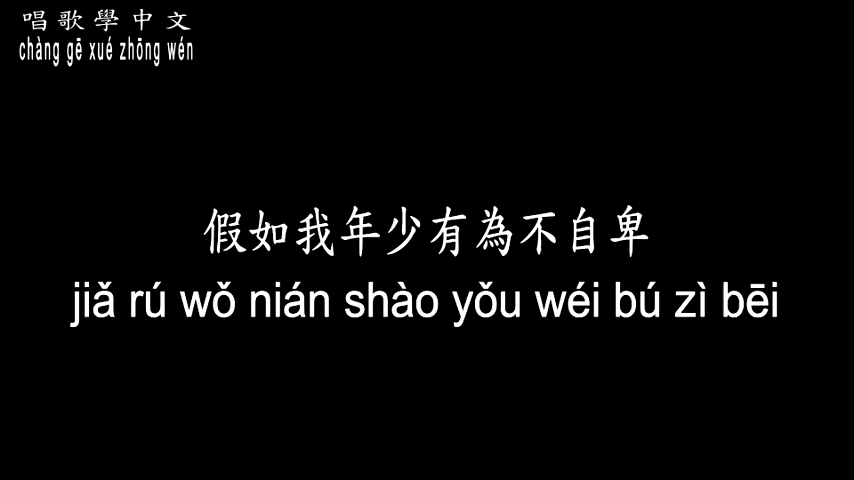 唱歌學中文
chàng gē xué zhōng wén
假如我年少有為不自卑
jiǎ rú wǒ nián shào yǒu wéi bú zì bēi